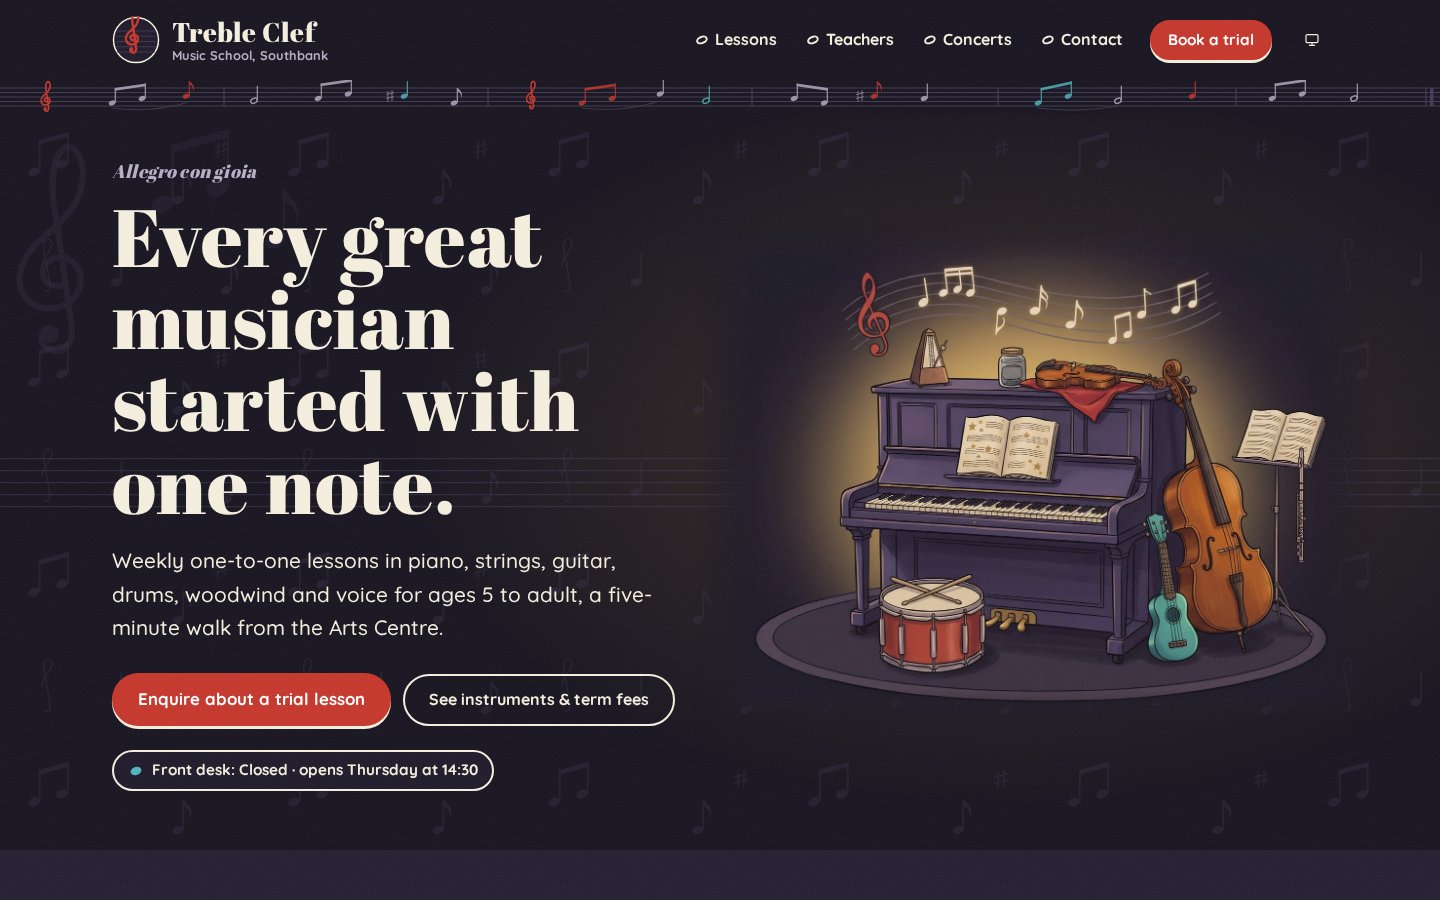 Treble Clef
Music School, Southbank
Lessons
Teachers
Concerts
Contact
Book a trial
Allegro con gioia
Every great
musician
started with
one note.
Weekly one-to-one lessons in piano, strings, guitar,
drums, woodwind and voice for ages 5 to adult, a five-
minute walk from the Arts Centre.
Enquire about a trial lesson
See instruments & term fees
Front desk: Closed · opens Thursday at 14:30